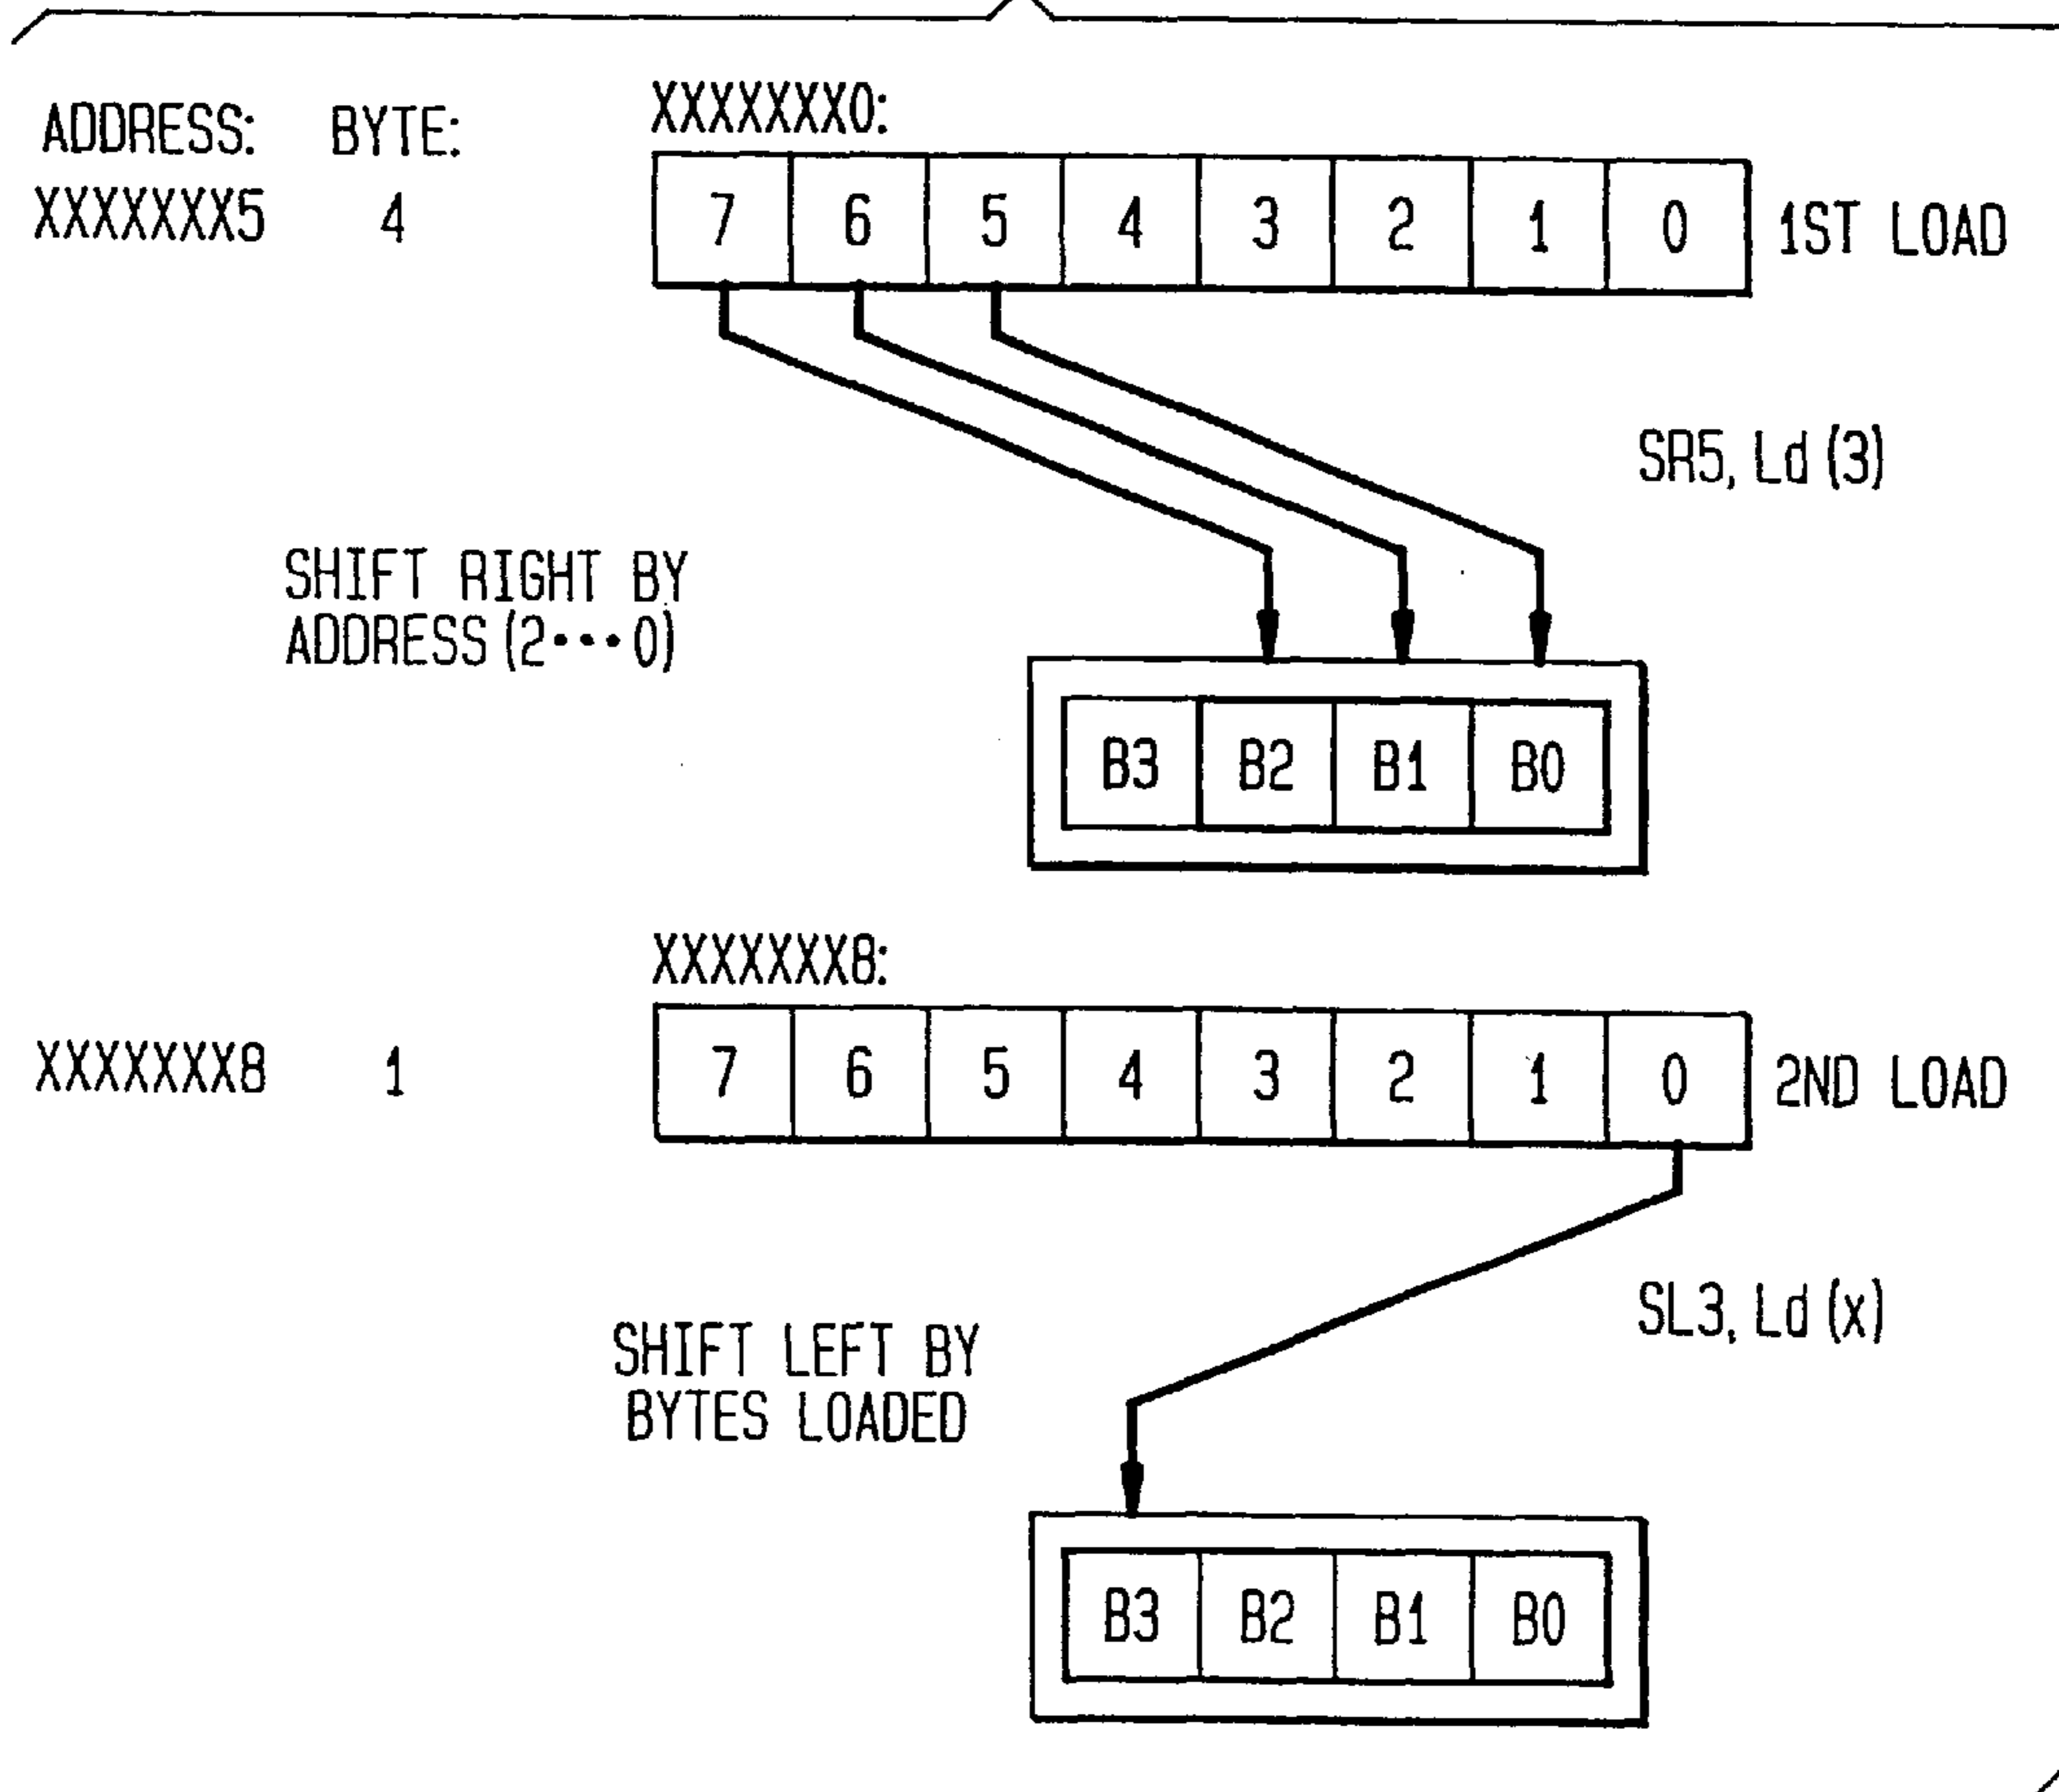 ADDRESS: BYTE: XXXXXXX0:
XXXXXXX5 4 7 6 5 4 3 2 1 0 1ST LOAD
SR5, Ld (3)
SHIFT RIGHT BY
ADDRESS (2•••0)
B3 B2 B1 B0
XXXXXXX8:
XXXXXXX8 1 7 6 5 4 3 2 1 0 2ND LOAD
SL3, Ld (x)
SHIFT LEFT BY
BYTES LOADED
B3 B2 B1 B0